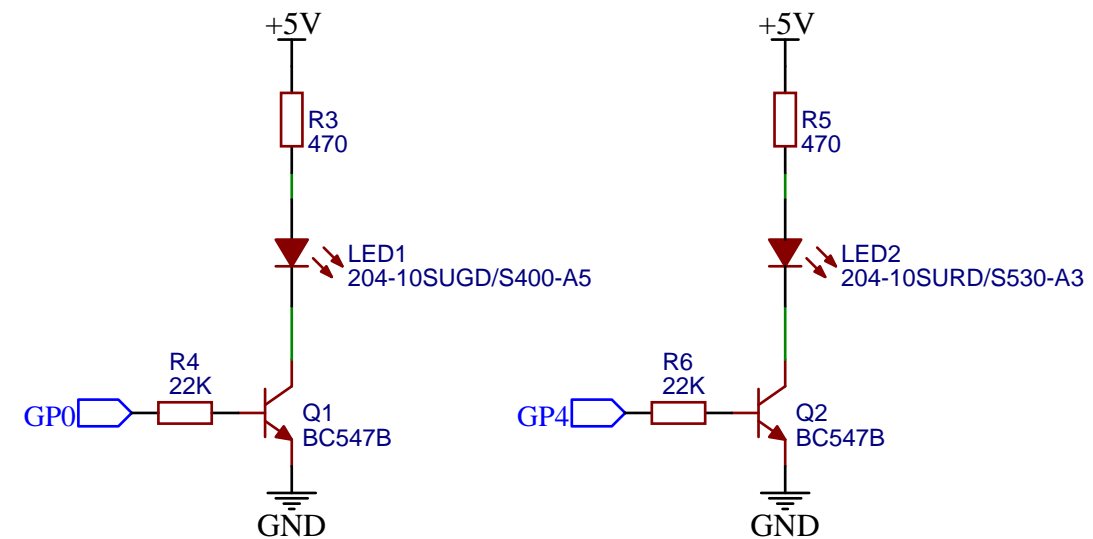 +5V
R3
470
LED1
204-10SUGD/S400-A5
R4
22K
GP0
Q1
BC547B
GND
+5V
R5
470
LED2
204-10SURD/S530-A3
R6
22K
GP4
Q2
BC547B
GND